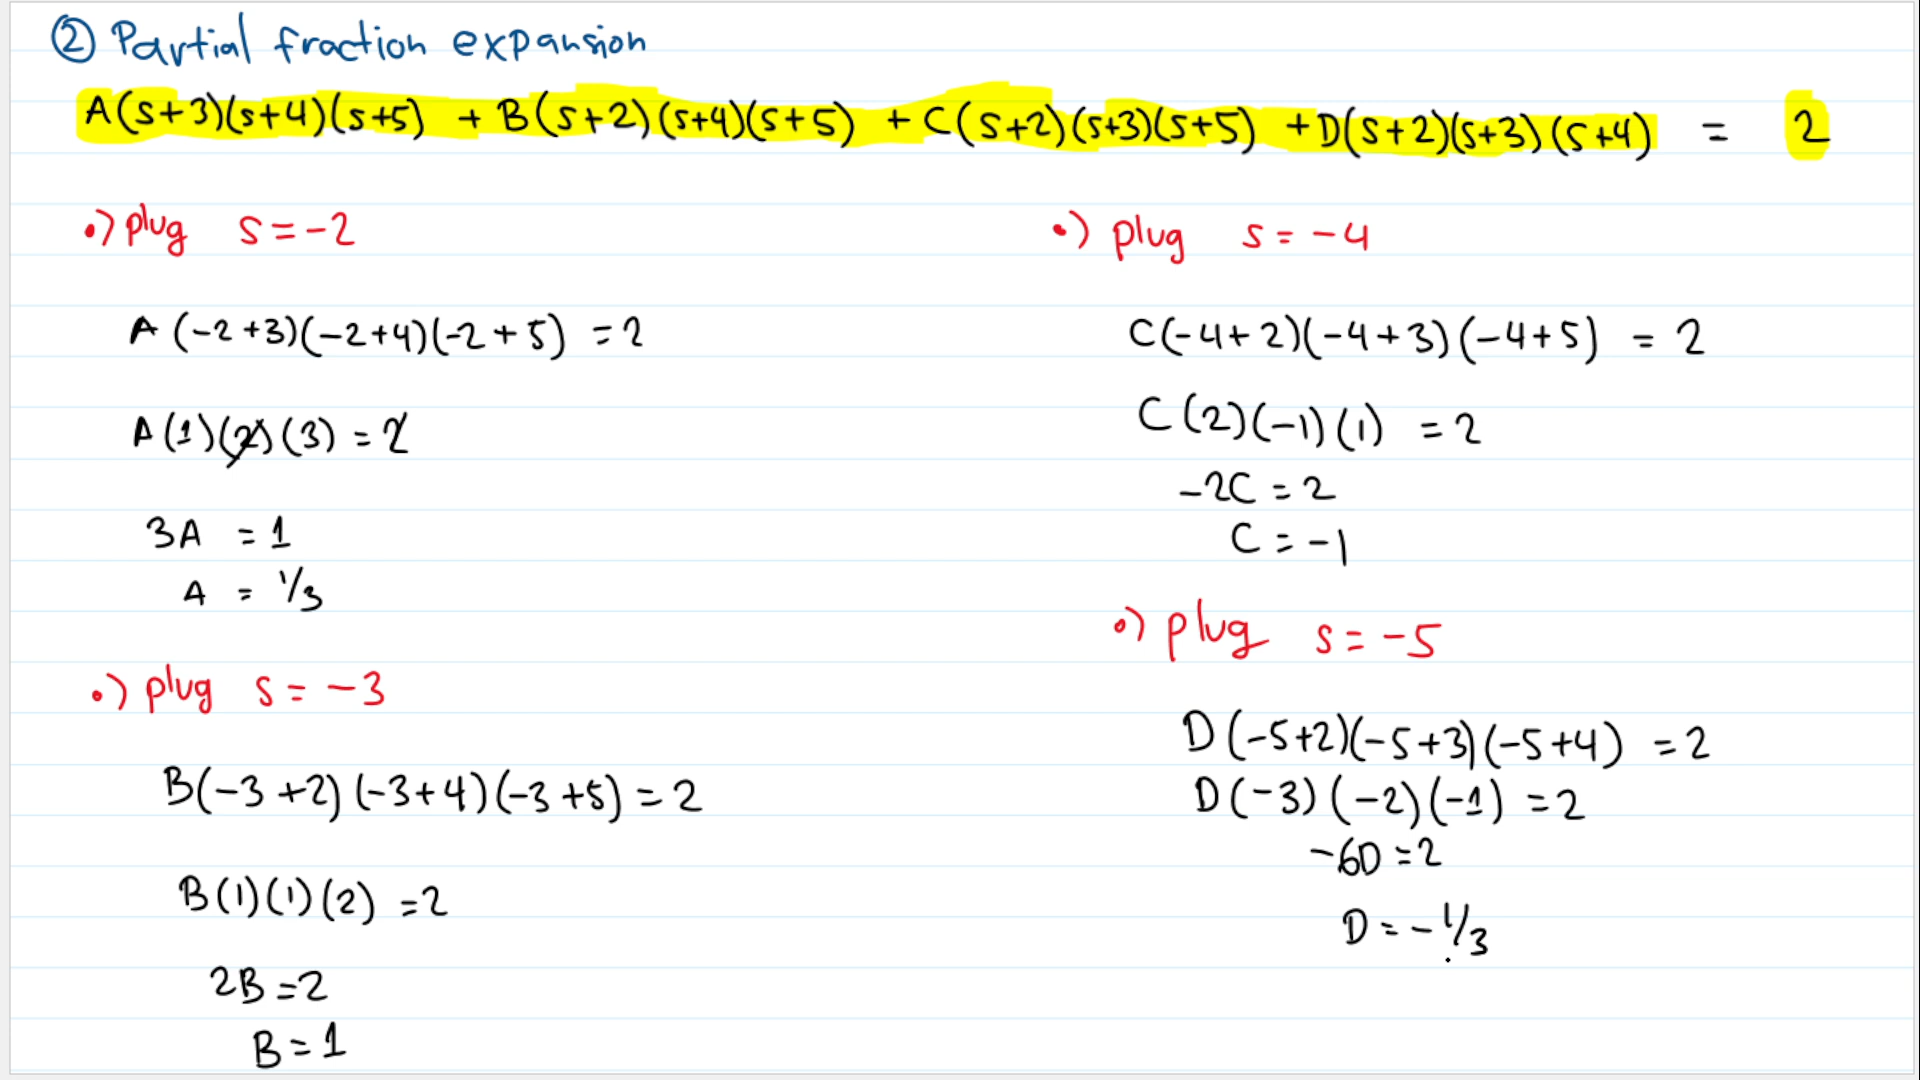 ② Partial fraction expansion
A(s+3)(s+4)(s+5) + B(s+2)(s+4)(s+5) + C(s+2)(s+3)(s+5) + D(s+2)(s+3)(s+4) = 2
•) plug s = -2
A(-2+3)(-2+4)(-2+5) = 2
A(1)(2)(3) = 2
3A = 1
A = 1/3
•) plug s = -3
B(-3+2)(-3+4)(-3+5) = 2
B(1)(1)(2) = 2
2B = 2
B = 1
•) plug s = -4
C(-4+2)(-4+3)(-4+5) = 2
C(2)(-1)(1) = 2
-2C = 2
C = -1
•) plug s = -5
D(-5+2)(-5+3)(-5+4) = 2
D(-3)(-2)(-1) = 2
-6D = 2
D = -1/3